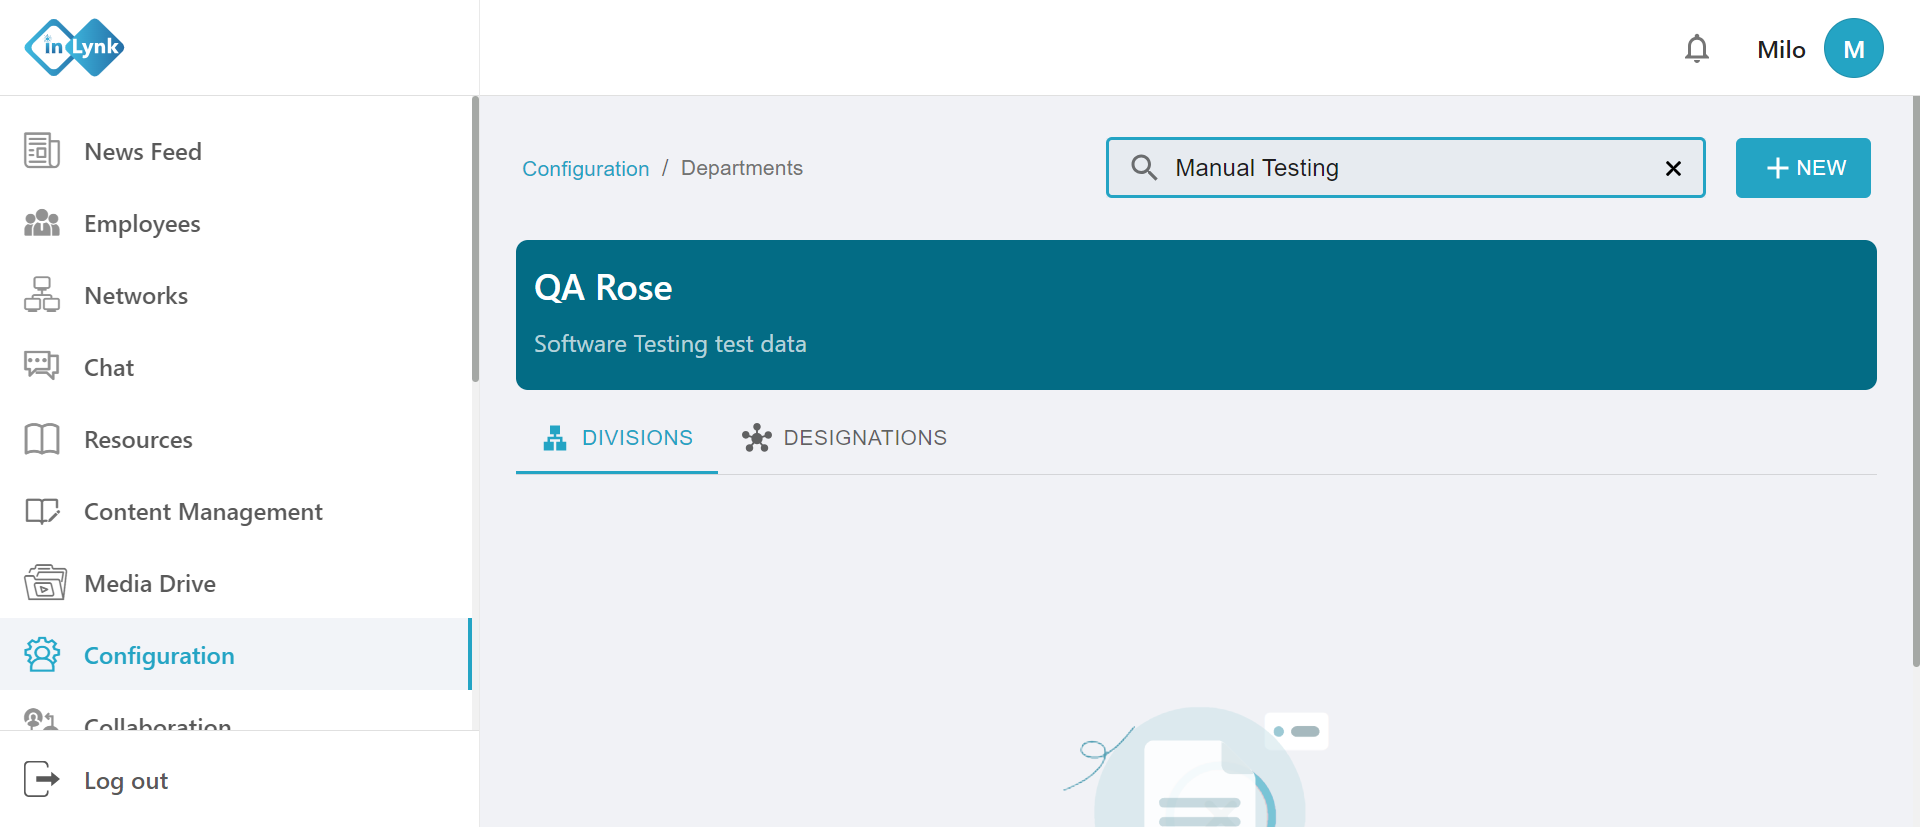 in Lynk
Milo
M
News Feed
Employees
Networks
Chat
Resources
Content Management
Media Drive
Configuration
Collaboration
Log out
Configuration / Departments
Manual Testing
NEW
QA Rose
Software Testing test data
DIVISIONS
DESIGNATIONS